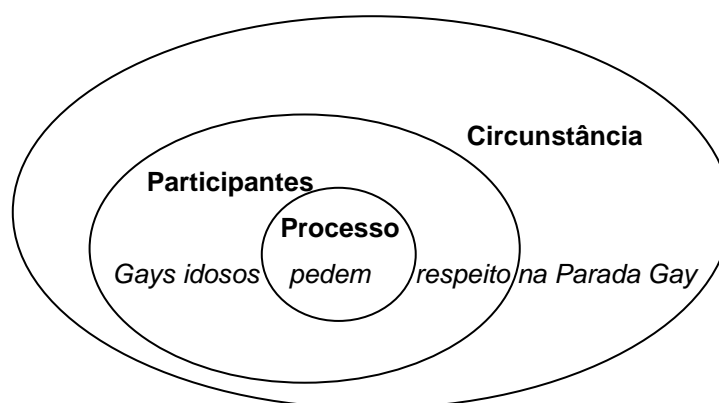 Circunstância
Participantes
Processo
Gays idosos pedem respeito na Parada Gay